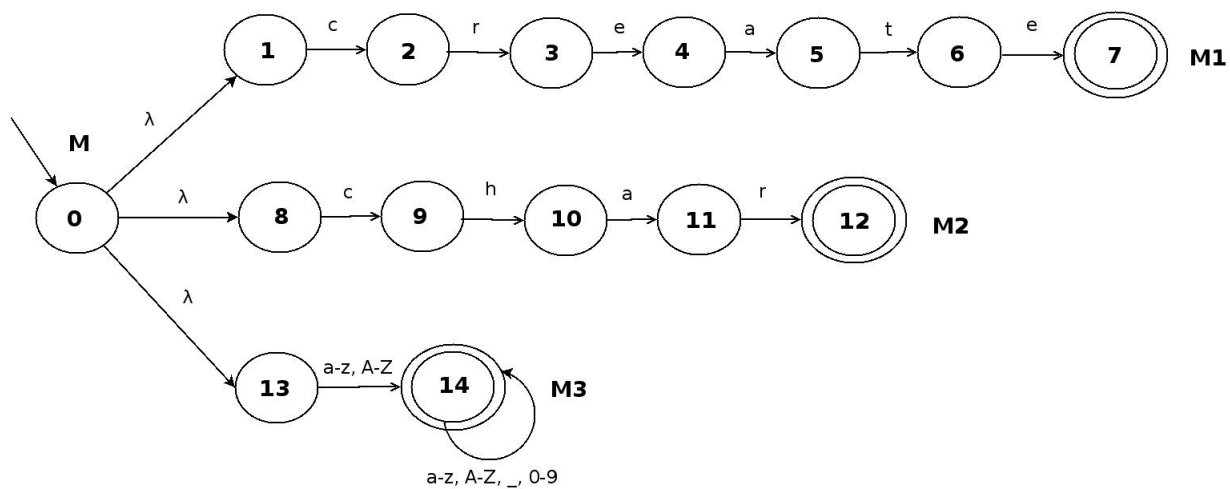 c r e a t e
1 2 3 4 5 6 7 M1
λ
M
λ c h a r
0 8 9 10 11 12 M2
λ
a-z, A-Z
13 14 M3
a-z, A-Z, _, 0-9